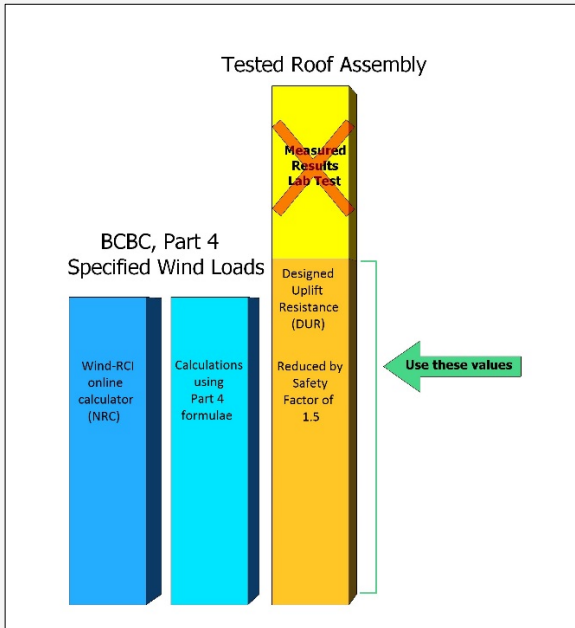 Tested Roof Assembly
Measured
Results
Lab Test
BCBC, Part 4
Specified Wind Loads
Wind-RCI
online
calculator
(NRC)
Calculations
using
Part 4
formulae
Designed
Uplift
Resistance
(DUR)
Reduced by
Safety
Factor of
1.5
Use these values